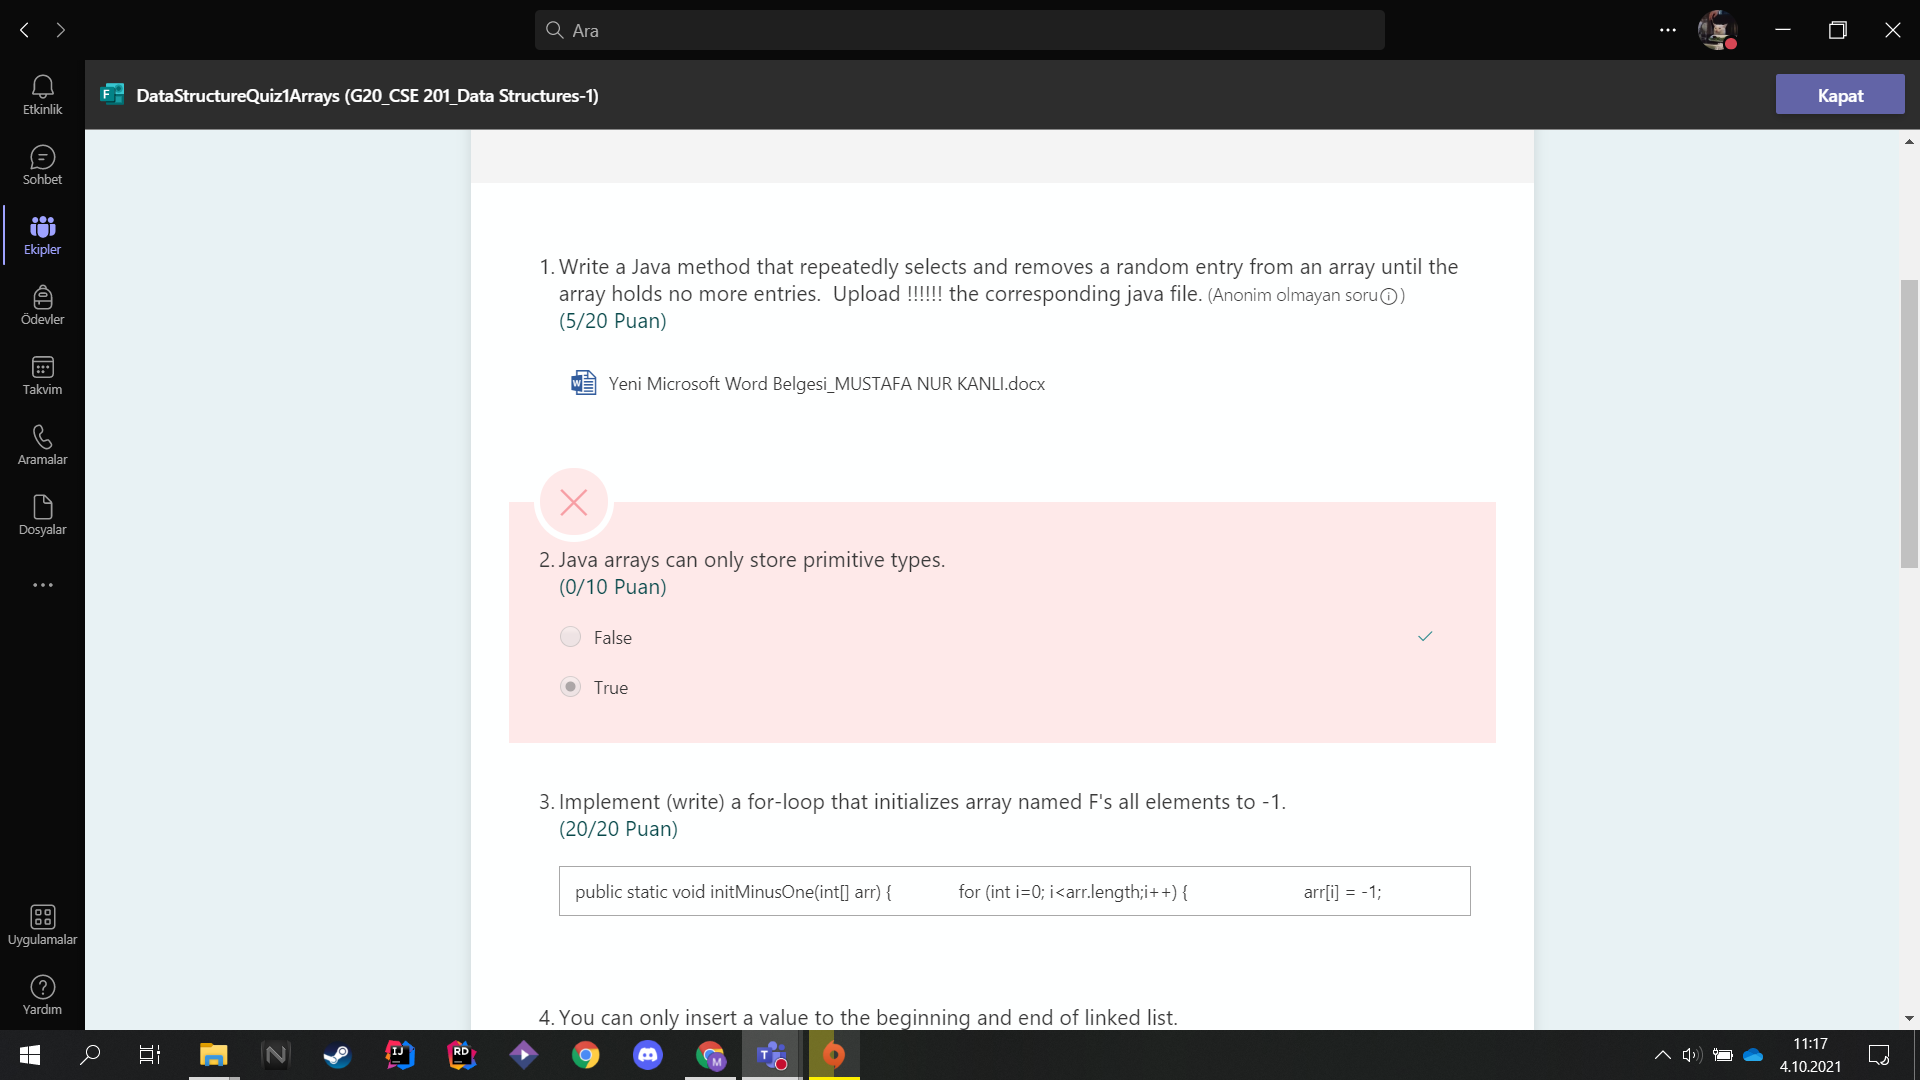 Ara
DataStructureQuiz1Arrays (G20_CSE 201_Data Structures-1)
Kapat
Etkinlik
Sohbet
Ekipler
Ödevler
Takvim
Aramalar
Dosyalar
Uygulamalar
Yardım
1. Write a Java method that repeatedly selects and removes a random entry from an array until the
array holds no more entries. Upload !!!!!! the corresponding java file. (Anonim olmayan soru)
(5/20 Puan)
Yeni Microsoft Word Belgesi_MUSTAFA NUR KANLI.docx
2. Java arrays can only store primitive types.
(0/10 Puan)
False
True
3. Implement (write) a for-loop that initializes array named F's all elements to -1.
(20/20 Puan)
public static void initMinusOne(int[] arr) { for (int i=0; i<arr.length;i++) { arr[i] = -1;
4. You can only insert a value to the beginning and end of linked list.
11:17
4.10.2021